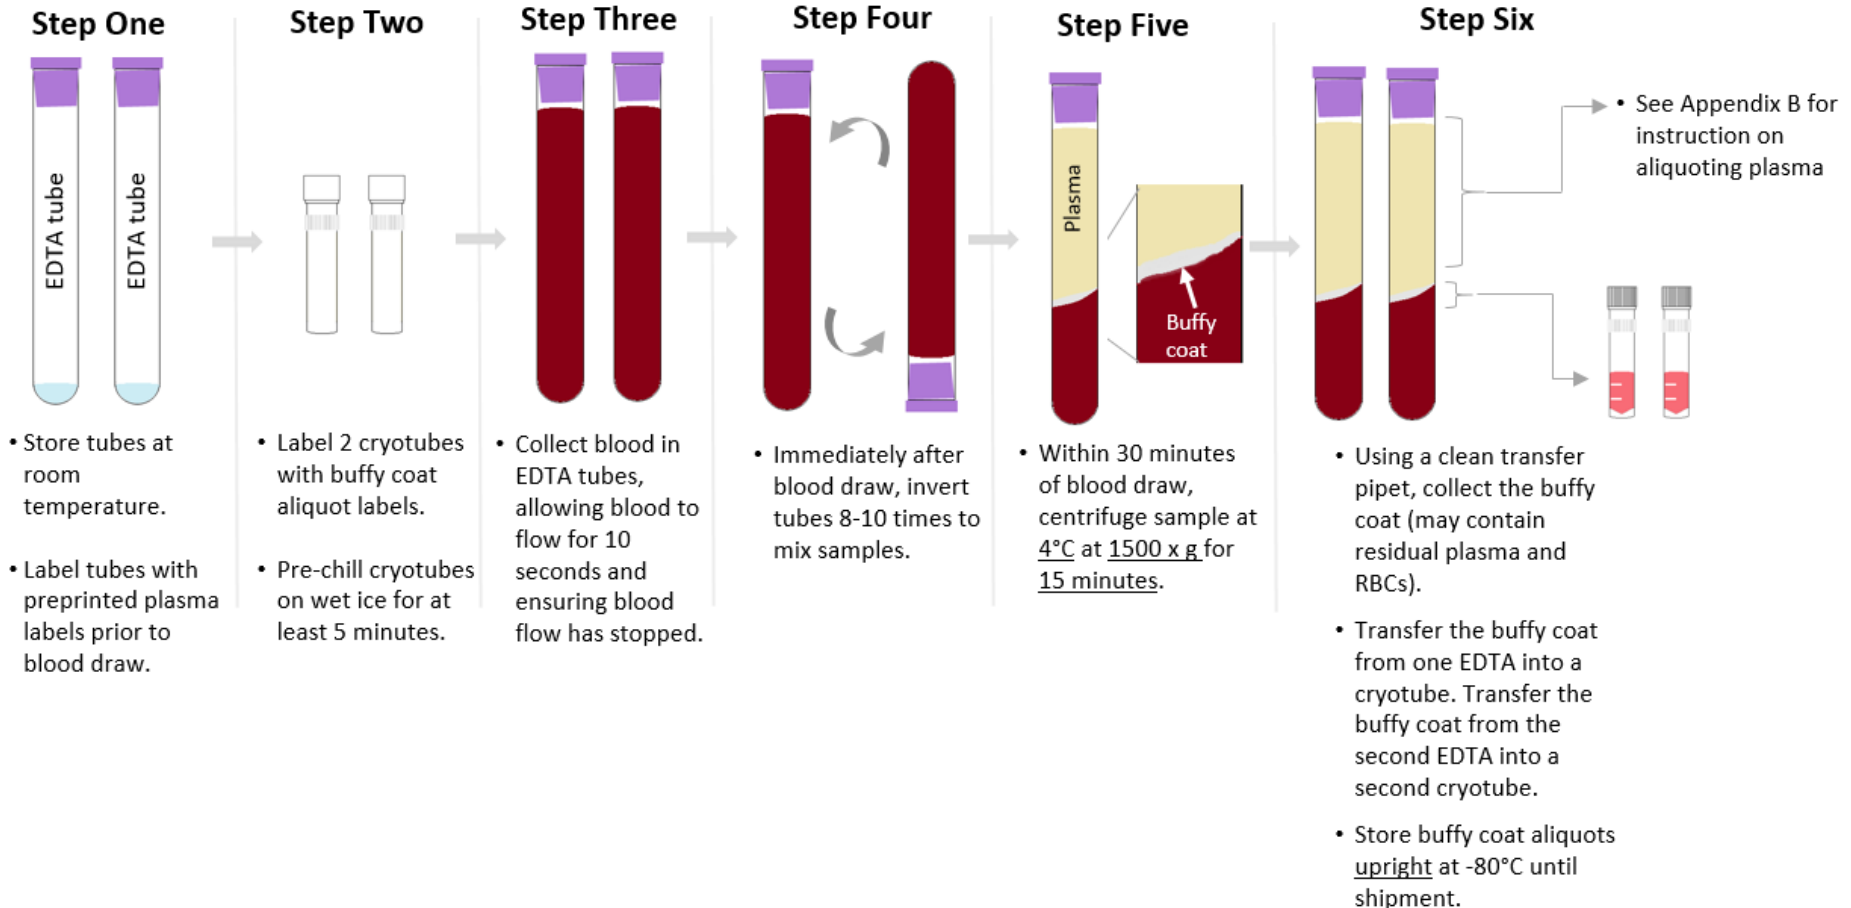 Step One
EDTA tube
EDTA tube
• Store tubes at
room
temperature.
• Label tubes with
preprinted plasma
labels prior to
blood draw.
Step Two
• Label 2 cryotubes
with buffy coat
aliquot labels.
• Pre-chill cryotubes
on wet ice for at
least 5 minutes.
Step Three
• Collect blood in
EDTA tubes,
allowing blood to
flow for 10
seconds and
ensuring blood
flow has stopped.
Step Four
• Immediately after
blood draw, invert
tubes 8-10 times to
mix samples.
Step Five
Plasma
Buffy
coat
• Within 30 minutes
of blood draw,
centrifuge sample at
4°C at 1500 x g for
15 minutes.
Step Six
• See Appendix B for
instruction on
aliquoting plasma
• Using a clean transfer
pipet, collect the buffy
coat (may contain
residual plasma and
RBCs).
• Transfer the buffy coat
from one EDTA into a
cryotube. Transfer the
buffy coat from the
second EDTA into a
second cryotube.
• Store buffy coat aliquots
upright at -80°C until
shipment.